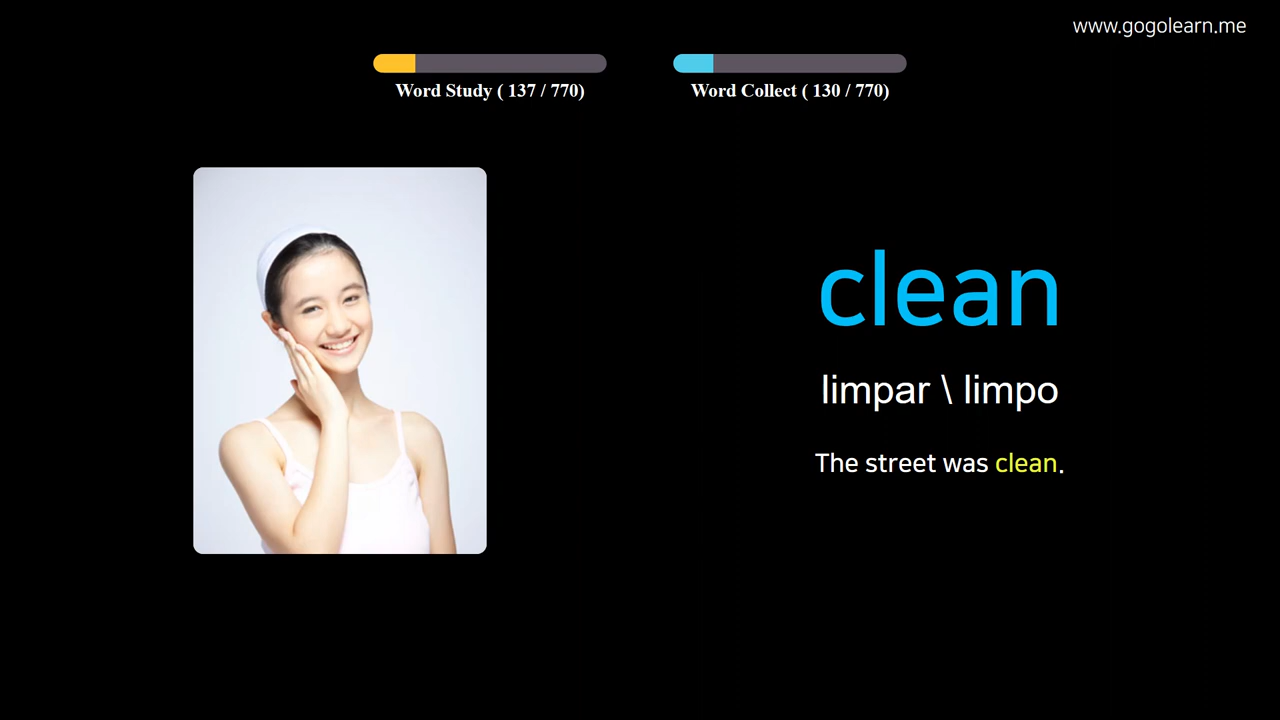 www.gogolearn.me
Word Study ( 137 / 770)
Word Collect ( 130 / 770)
clean
limpar \ limpo
The street was clean.